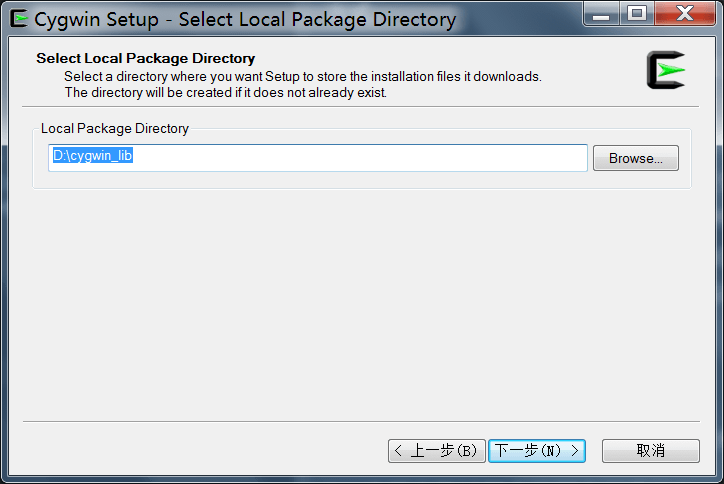 Cygwin Setup - Select Local Package Directory
Select Local Package Directory
Select a directory where you want Setup to store the installation files it downloads.
The directory will be created if it does not already exist.
Local Package Directory
D:\cygwin_lib
Browse...
< 上一步(B)
下一步(N) >
取消